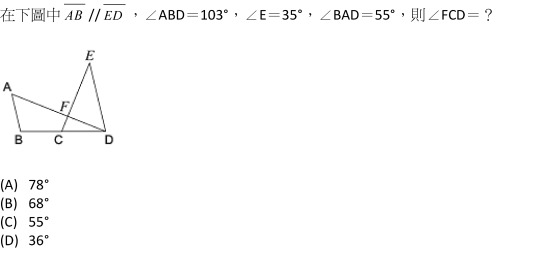 在下圖中 AB // ED ，∠ABD＝103°，∠E＝35°，∠BAD＝55°，則∠FCD＝？
E
A
F
B C D
(A) 78°
(B) 68°
(C) 55°
(D) 36°